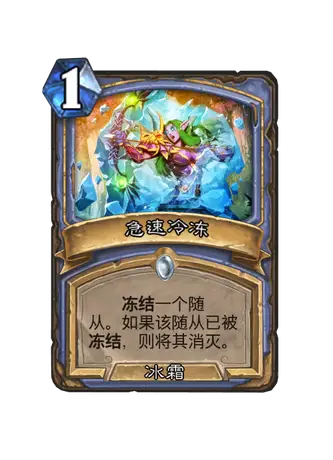 1
急速冷冻
冻结一个随
从。如果该随从已被
冻结，则将其消灭。
冰霜